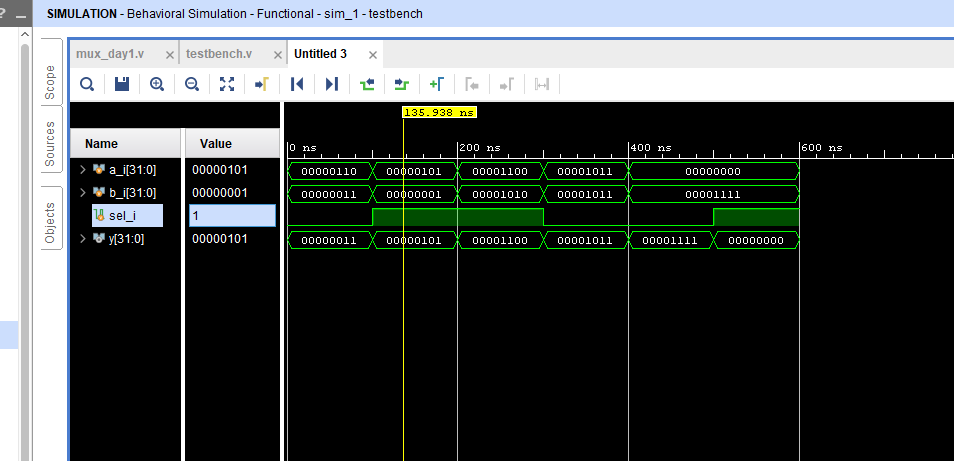 ? SIMULATION - Behavioral Simulation - Functional - sim_1 - testbench
mux_day1.v testbench.v Untitled 3
Scope
Sources
Objects
135.938 ns
Name Value
0 ns 200 ns 400 ns 600 ns
a_i[31:0] 00000101 00000110 00000101 00001100 00001011 00000000
b_i[31:0] 00000001 00000011 00000001 00001010 00001011 00001111
sel_i 1
y[31:0] 00000101 00000011 00000101 00001100 00001011 00001111 00000000